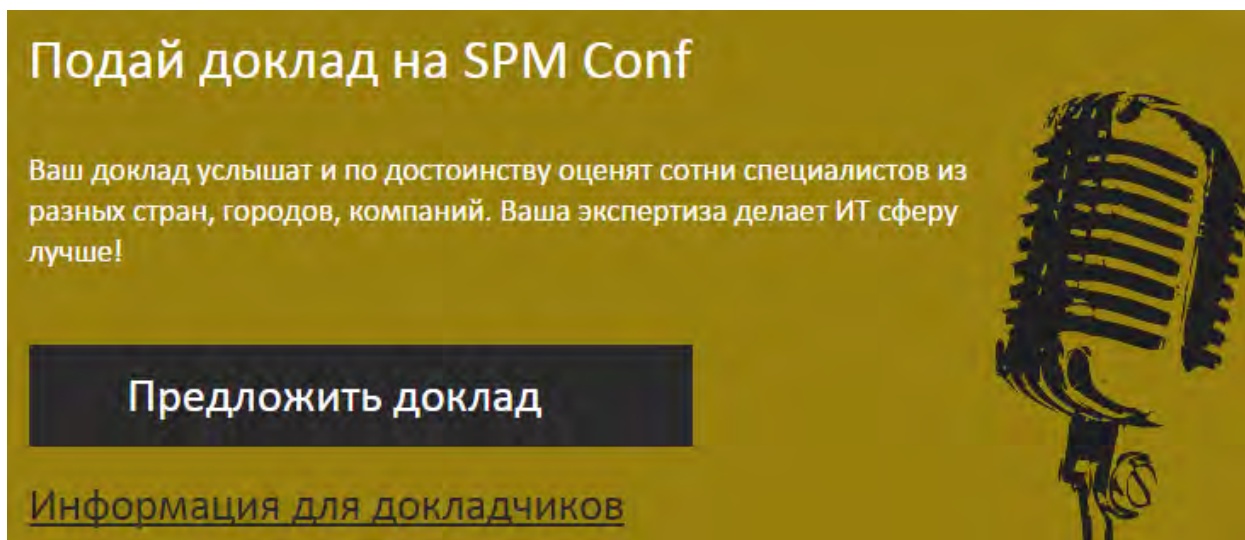 Подай доклад на SPM Conf
Ваш доклад услышат и по достоинству оценят сотни специалистов из
разных стран, городов, компаний. Ваша экспертиза делает ИТ сферу
лучше!
Предложить доклад
Информация для докладчиков